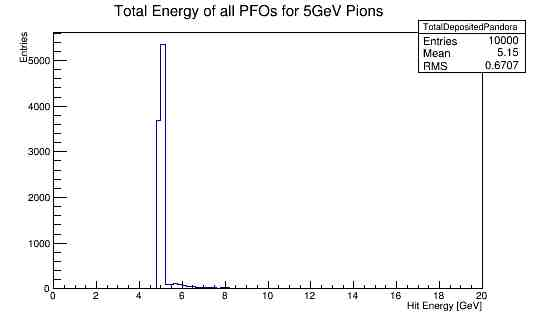 Total Energy of all PFOs for 5GeV Pions
TotalDepositedPandora
Entries 10000
Mean 5.15
RMS 0.6707
Entries
5000
4000
3000
2000
1000
0
0 2 4 6 8 10 12 14 16 18 20
Hit Energy [GeV]